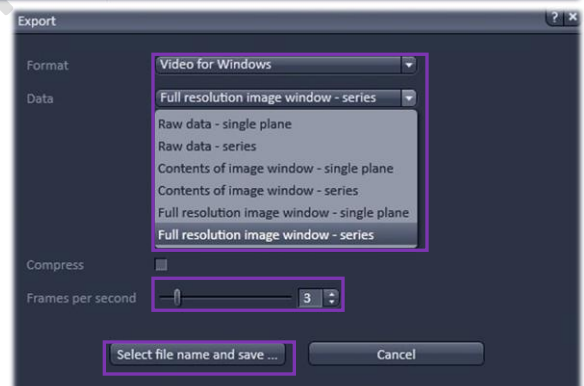 Export ? ×
Format Video for Windows
Data Full resolution image window - series
Raw data - single plane
Raw data - series
Contents of image window - single plane
Contents of image window - series
Full resolution image window - single plane
Full resolution image window - series
Compress
Frames per second 3
Select file name and save ... Cancel